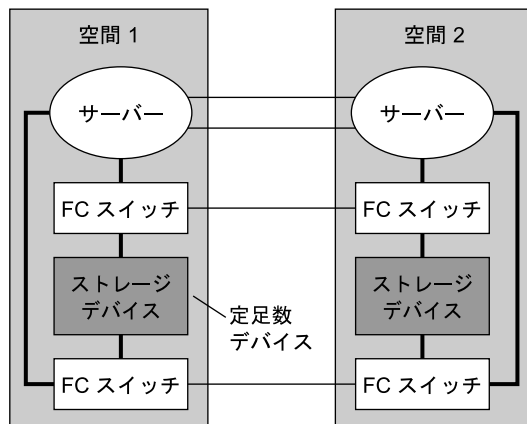 空間 1
空間 2
サーバー
サーバー
FC スイッチ
FC スイッチ
ストレージ
デバイス
定足数
デバイス
ストレージ
デバイス
FC スイッチ
FC スイッチ